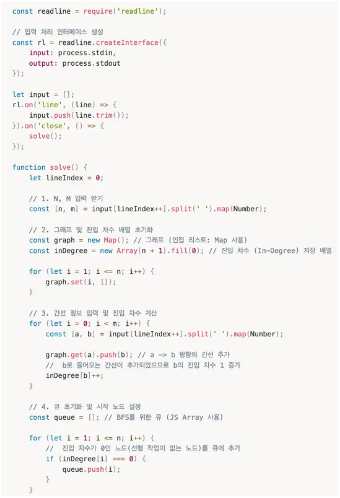 const readline = require('readline');

// 입력 처리 인터페이스 생성
const rl = readline.createInterface({
    input: process.stdin,
    output: process.stdout
});

let input = [];
rl.on('line', (line) => {
    input.push(line.trim());
}).on('close', () => {
    solve();
});

function solve() {
    let lineIndex = 0;

    // 1. N, M 입력 받기
    const [n, m] = input[lineIndex++].split(' ').map(Number);

    // 2. 그래프 및 진입 차수 배열 초기화
    const graph = new Map(); // 그래프 (인접 리스트: Map 사용)
    const inDegree = new Array(n + 1).fill(0); // 진입 차수 (In-Degree) 저장 배열

    for (let i = 1; i <= n; i++) {
        graph.set(i, []);
    }

    // 3. 간선 정보 입력 및 진입 차수 계산
    for (let i = 0; i < m; i++) {
        const [a, b] = input[lineIndex++].split(' ').map(Number);

        graph.get(a).push(b); // a -> b 방향의 간선 추가
        //  b로 들어오는 간선이 추가되었으므로 b의 진입 차수 1 증가
        inDegree[b]++;
    }

    // 4. 큐 초기화 및 시작 노드 설정
    const queue = []; // BFS를 위한 큐 (JS Array 사용)

    for (let i = 1; i <= n; i++) {
        //  진입 차수가 0인 노드(선행 작업이 없는 노드)를 큐에 추가
        if (inDegree[i] === 0) {
            queue.push(i);
        }
    }